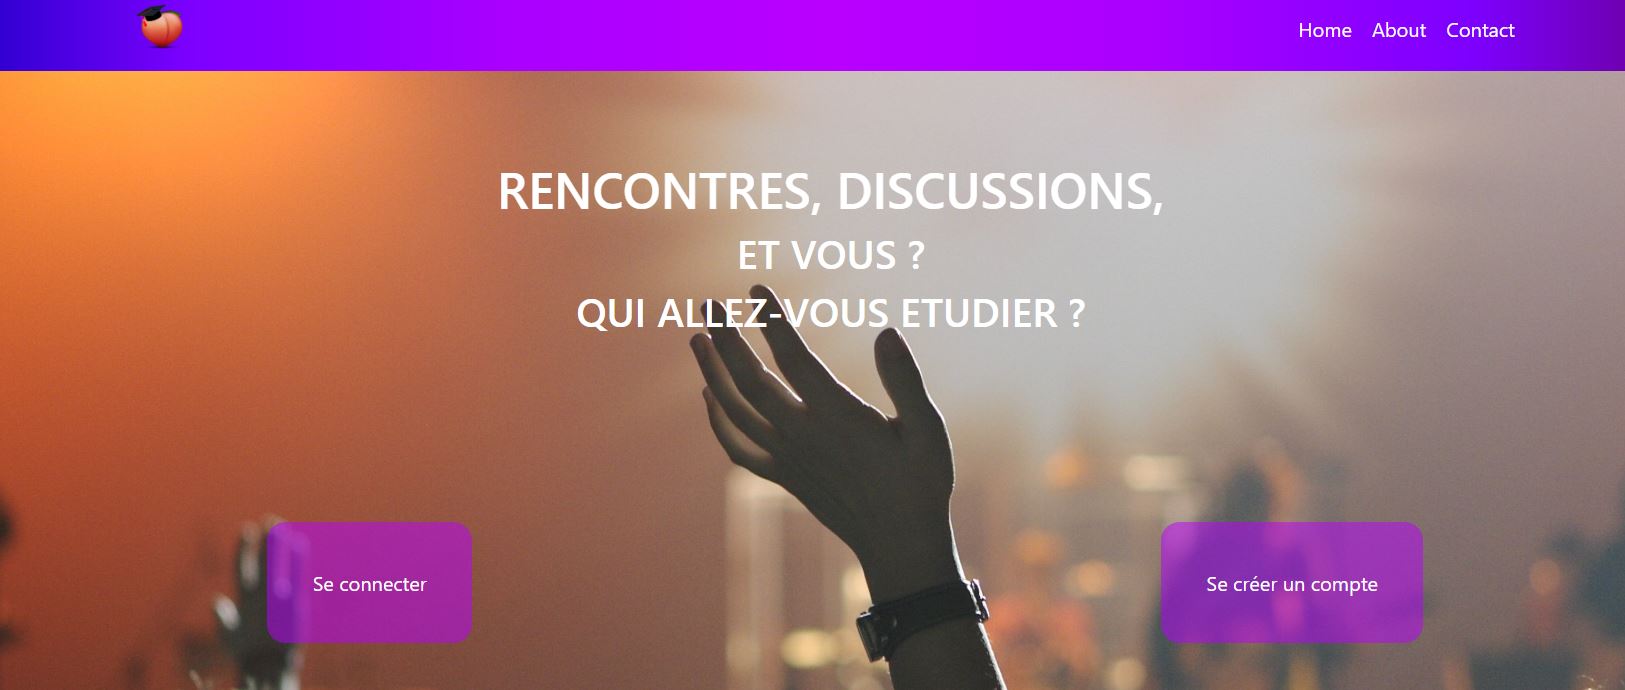 Home About Contact
RENCONTRES, DISCUSSIONS,
ET VOUS ?
QUI ALLEZ-VOUS ETUDIER ?
Se connecter
Se créer un compte